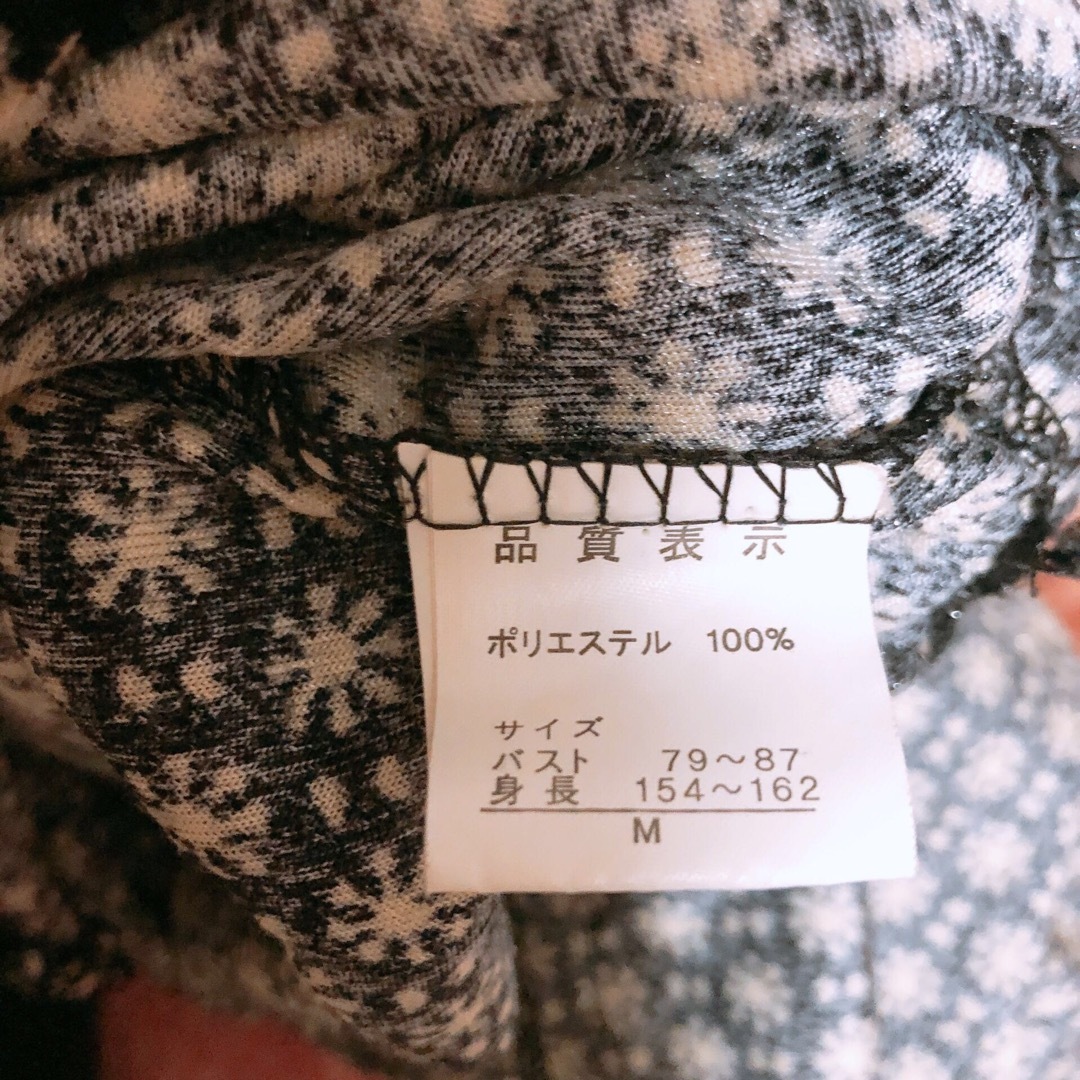 品質表示
ポリエステル 100%
サイズ
バスト 79〜87
身長 154〜162
M